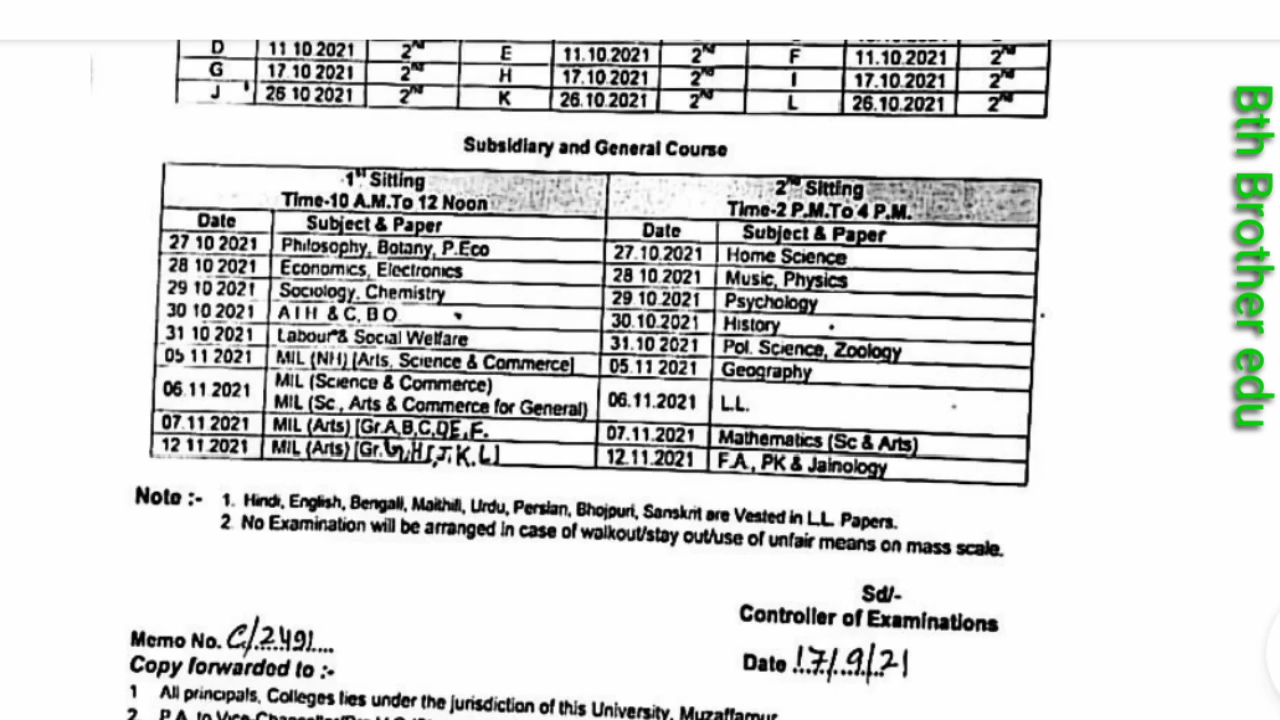 D 11 10 2021 2nd E 11.10.2021 2nd F 11.10.2021 2nd
G 17 10 2021 2nd H 17.10.2021 2nd I 17.10.2021 2nd
J 26 10 2021 2nd K 26.10.2021 2nd L 26.10.2021 2nd
Subsidiary and General Course
1st Sitting
Time-10 A.M.To 12 Noon
2nd Sitting
Time-2 P.M.To 4 P.M.
Date Subject & Paper Date Subject & Paper
27 10 2021 Philosophy, Botany, P.Eco 27.10.2021 Home Science
28 10 2021 Economics, Electronics 28 10 2021 Music, Physics
29 10 2021 Sociology, Chemistry 29 10 2021 Psychology
30 10 2021 A I H & C, B O 30.10.2021 History
31 10 2021 Labour & Social Welfare 31.10 2021 Pol. Science, Zoology
05 11 2021 MIL (NH) [Arts, Science & Commerce] 05 11 2021 Geography
06.11 2021 MIL (Science & Commerce)
MIL (Sc, Arts & Commerce for General) 06.11.2021 L.L.
07.11 2021 MIL (Arts) [Gr.A,B,C,DE,F. 07.11.2021 Mathematics (Sc & Arts)
12 11 2021 MIL (Arts) [Gr.G,HI,J,K,L] 12.11.2021 F.A, PK & Jainology
Note :- 1. Hindi, English, Bengali, Maithili, Urdu, Persian, Bhojpuri, Sanskrit are Vested in L.L. Papers.
2 No Examination will be arranged in case of walkout/stay out/use of unfair means on mass scale.
Sd/-
Controller of Examinations
Memo No. C/2491....
Date 17/9/21
Copy forwarded to :-
1 All principals, Colleges lies under the jurisdiction of this University, Muzaffarpur
2. P.A. to Vice-
Bth Brother edu